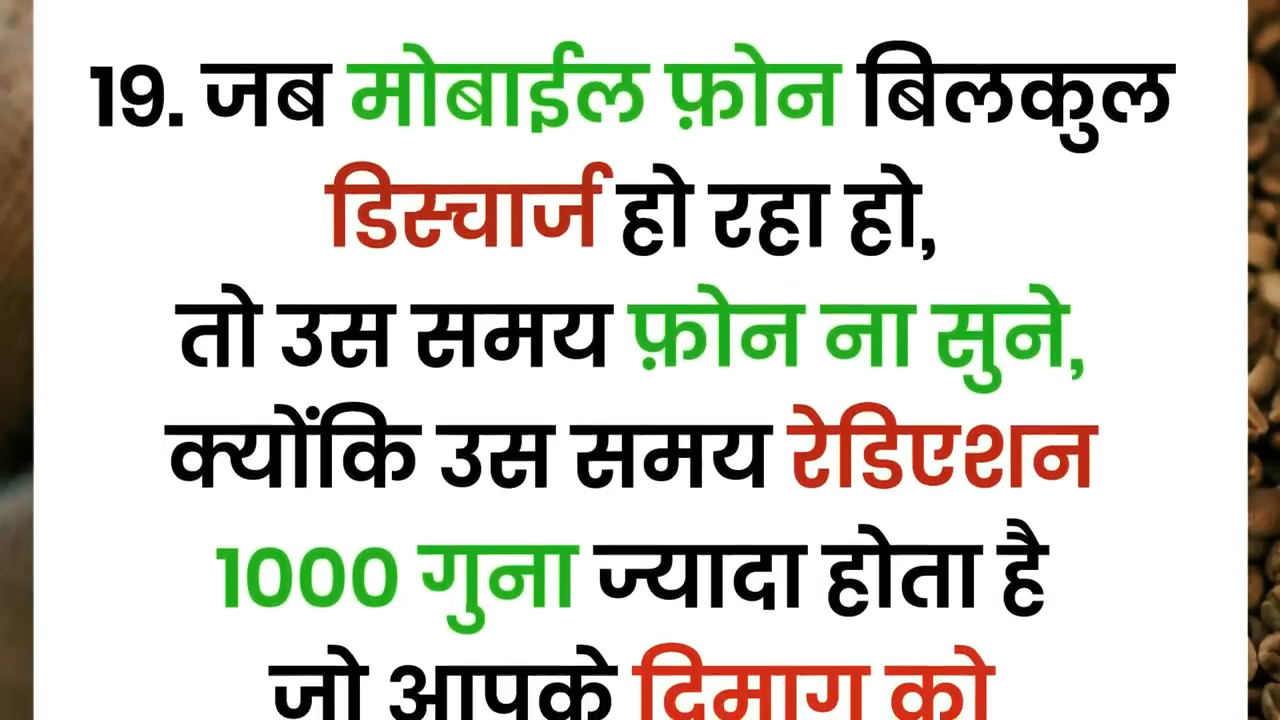 19. जब मोबाईल फ़ोन बिलकुल
डिस्चार्ज हो रहा हो,
तो उस समय फ़ोन ना सुने,
क्योंकि उस समय रेडिएशन
1000 गुना ज्यादा होता है
जो आपके दिमाग को